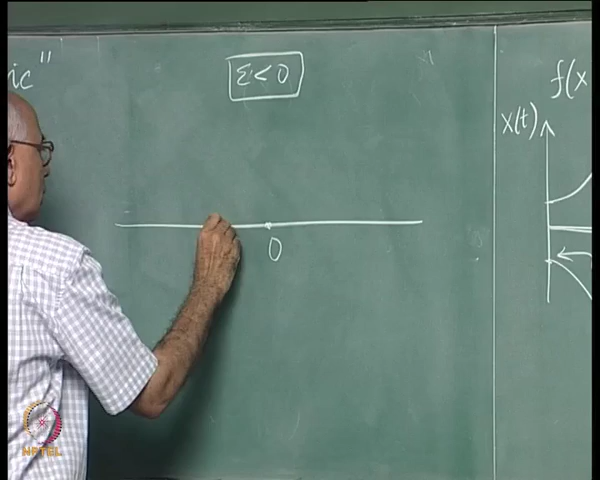 ic"
ε<0
0
f(x
x(t)
NPTEL